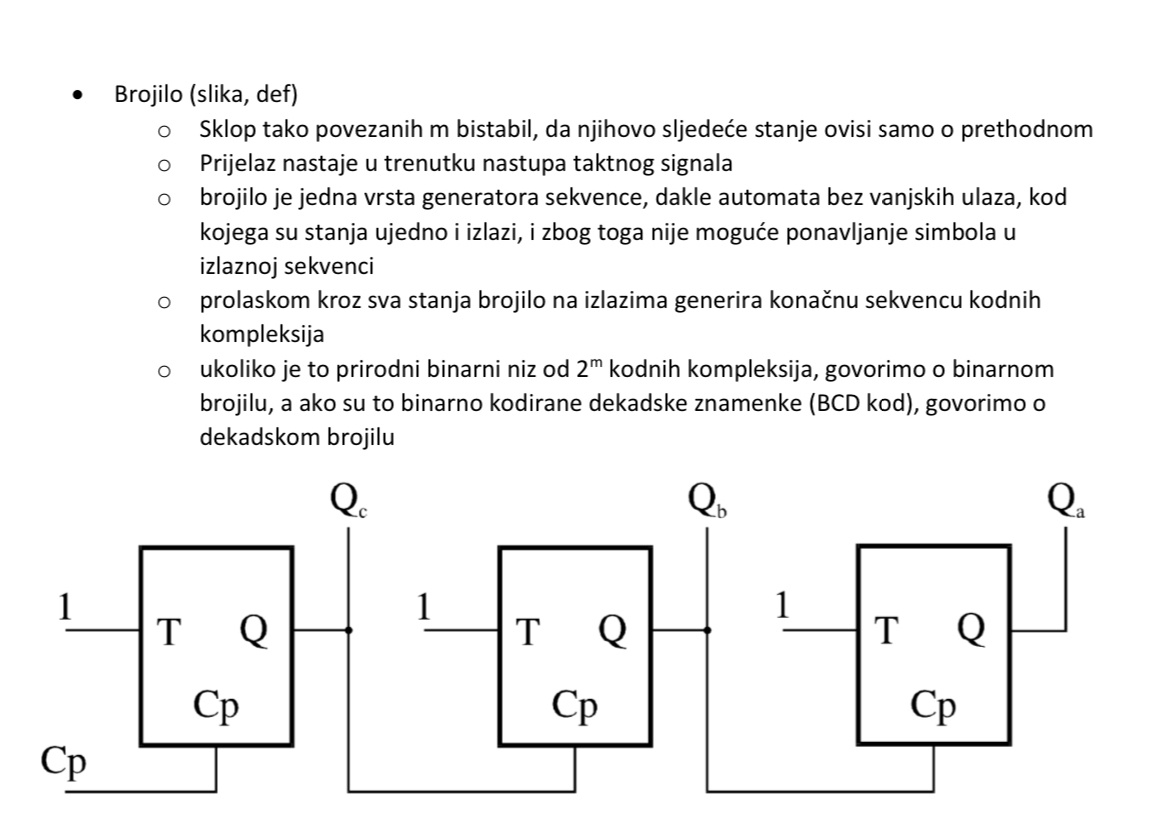 • Brojilo (slika, def)
o Sklop tako povezanih m bistabil, da njihovo sljedeće stanje ovisi samo o prethodnom
o Prijelaz nastaje u trenutku nastupa taktnog signala
o brojilo je jedna vrsta generatora sekvence, dakle automata bez vanjskih ulaza, kod
kojega su stanja ujedno i izlazi, i zbog toga nije moguće ponavljanje simbola u
izlaznoj sekvenci
o prolaskom kroz sva stanja brojilo na izlazima generira konačnu sekvencu kodnih
kompleksija
o ukoliko je to prirodni binarni niz od 2^m kodnih kompleksija, govorimo o binarnom
brojilu, a ako su to binarno kodirane dekadske znamenke (BCD kod), govorimo o
dekadskom brojilu
Qc Qb Qa
1 1 1
T Q T Q T Q
Cp Cp Cp
Cp